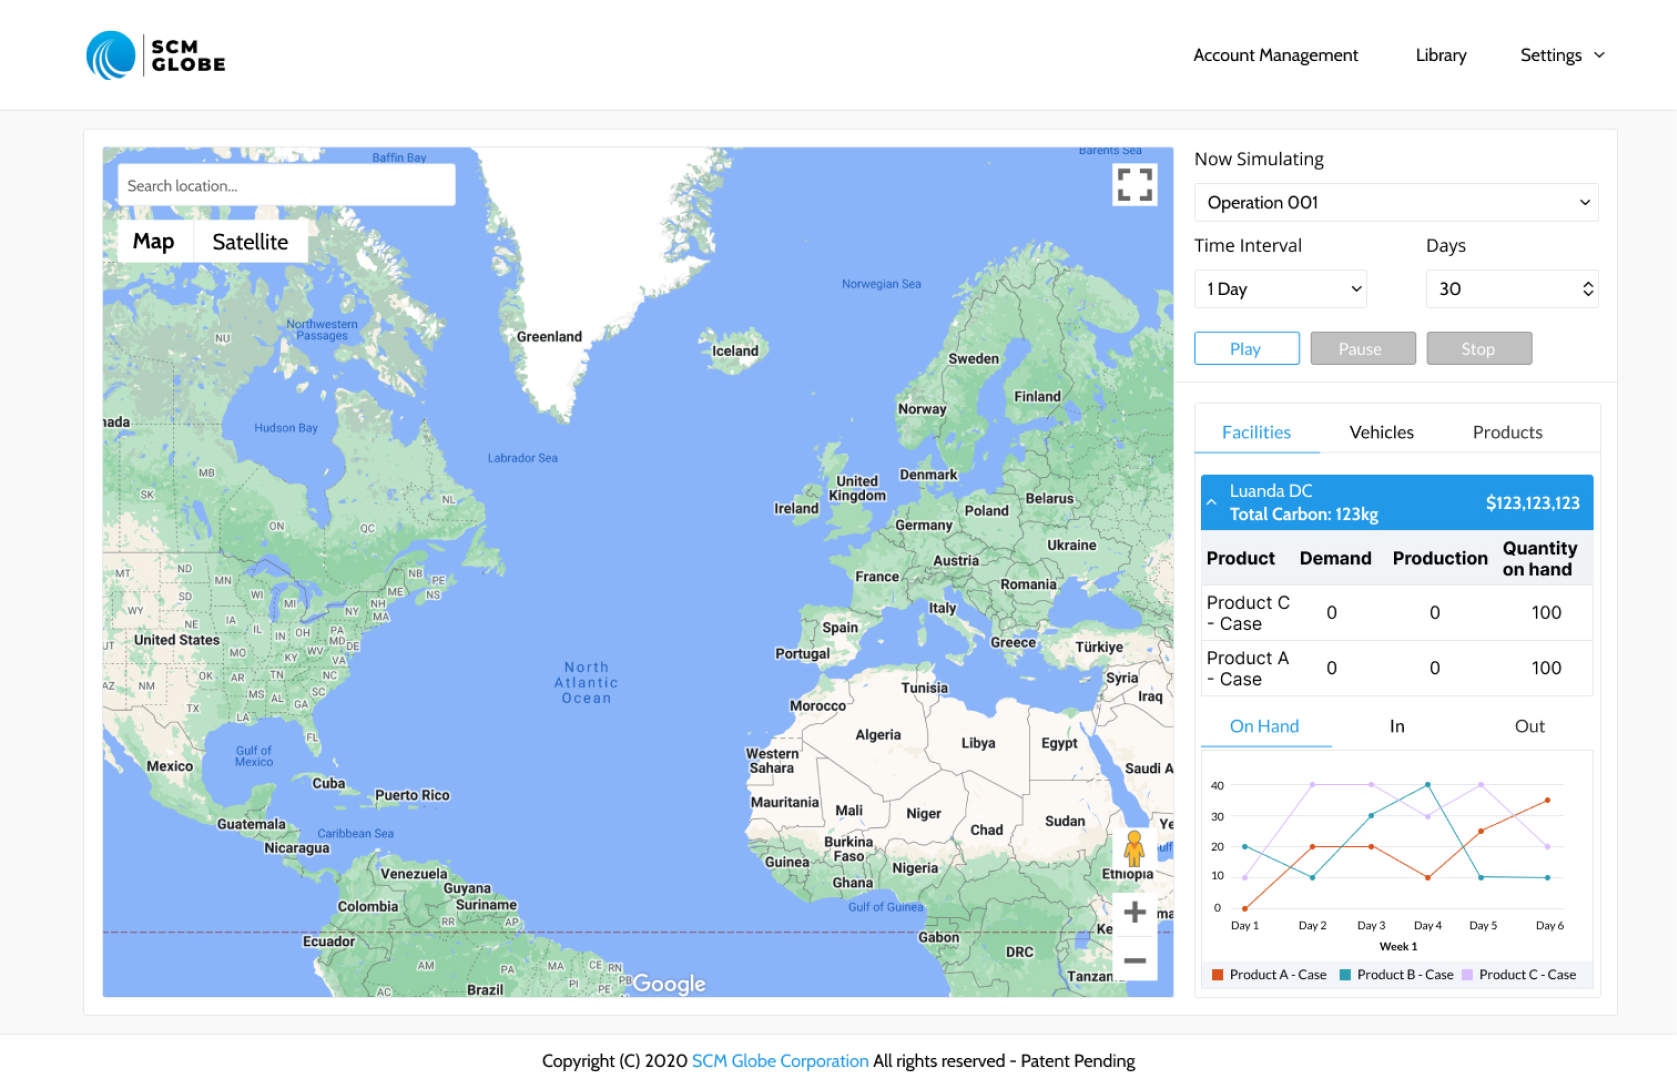 SCM
GLOBE
Account Management
Library
Settings
Baffin Bay
Barents Sea
Search location...
Map
Satellite
Norwegian Sea
Northwestern
Passages
NU
Greenland
Iceland
Sweden
Finland
Norway
nada
Hudson Bay
Labrador Sea
MB
SK
NL
ON
QC
United
Kingdom
Denmark
Ireland
Belarus
Poland
Germany
Ukraine
Austria
France
Romania
Italy
Spain
Portugal
Greece
Türkiye
Syria
Iraq
MT
ND
MN
SD
WY
WI
MI
NB
PE
NS
ME
NH
MA
NY
NE
IA
IL
IN
OH
PA
MD
DE
United States
UT
MO
KY
WV
VA
AZ
NM
OK
AR
TN
NC
MS
AL
SC
GA
TX
LA
FL
North
Atlantic
Ocean
Gulf of
Mexico
Mexico
Cuba
Puerto Rico
Guatemala
Caribbean Sea
Nicaragua
Tunisia
Morocco
Algeria
Libya
Egypt
Western
Sahara
Saudi A
Mauritania
Mali
Niger
Chad
Sudan
Ye
Burkina
Faso
Guinea
Ghana
Nigeria
Ethiopia
Gulf of Guinea
Venezuela
Guyana
Suriname
Colombia
RR
AP
Ecuador
Gabon
Ke
ma
DRC
Tanzan
AM
PA
MA
CE
RN
PB
PI
PE
AC
Brazil
Google
Now Simulating
Operation 001
Time Interval
Days
1 Day
30
Play
Pause
Stop
Facilities
Vehicles
Products
Luanda DC
Total Carbon: 123kg
$123,123,123
Product Demand Production Quantity
on hand
Product C
- Case
0 0 100
Product A
- Case
0 0 100
On Hand
In
Out
40
30
20
10
0
Day 1 Day 2 Day 3 Day 4 Day 5 Day 6
Week 1
Product A - Case Product B - Case Product C - Case
Copyright (C) 2020 SCM Globe Corporation All rights reserved - Patent Pending